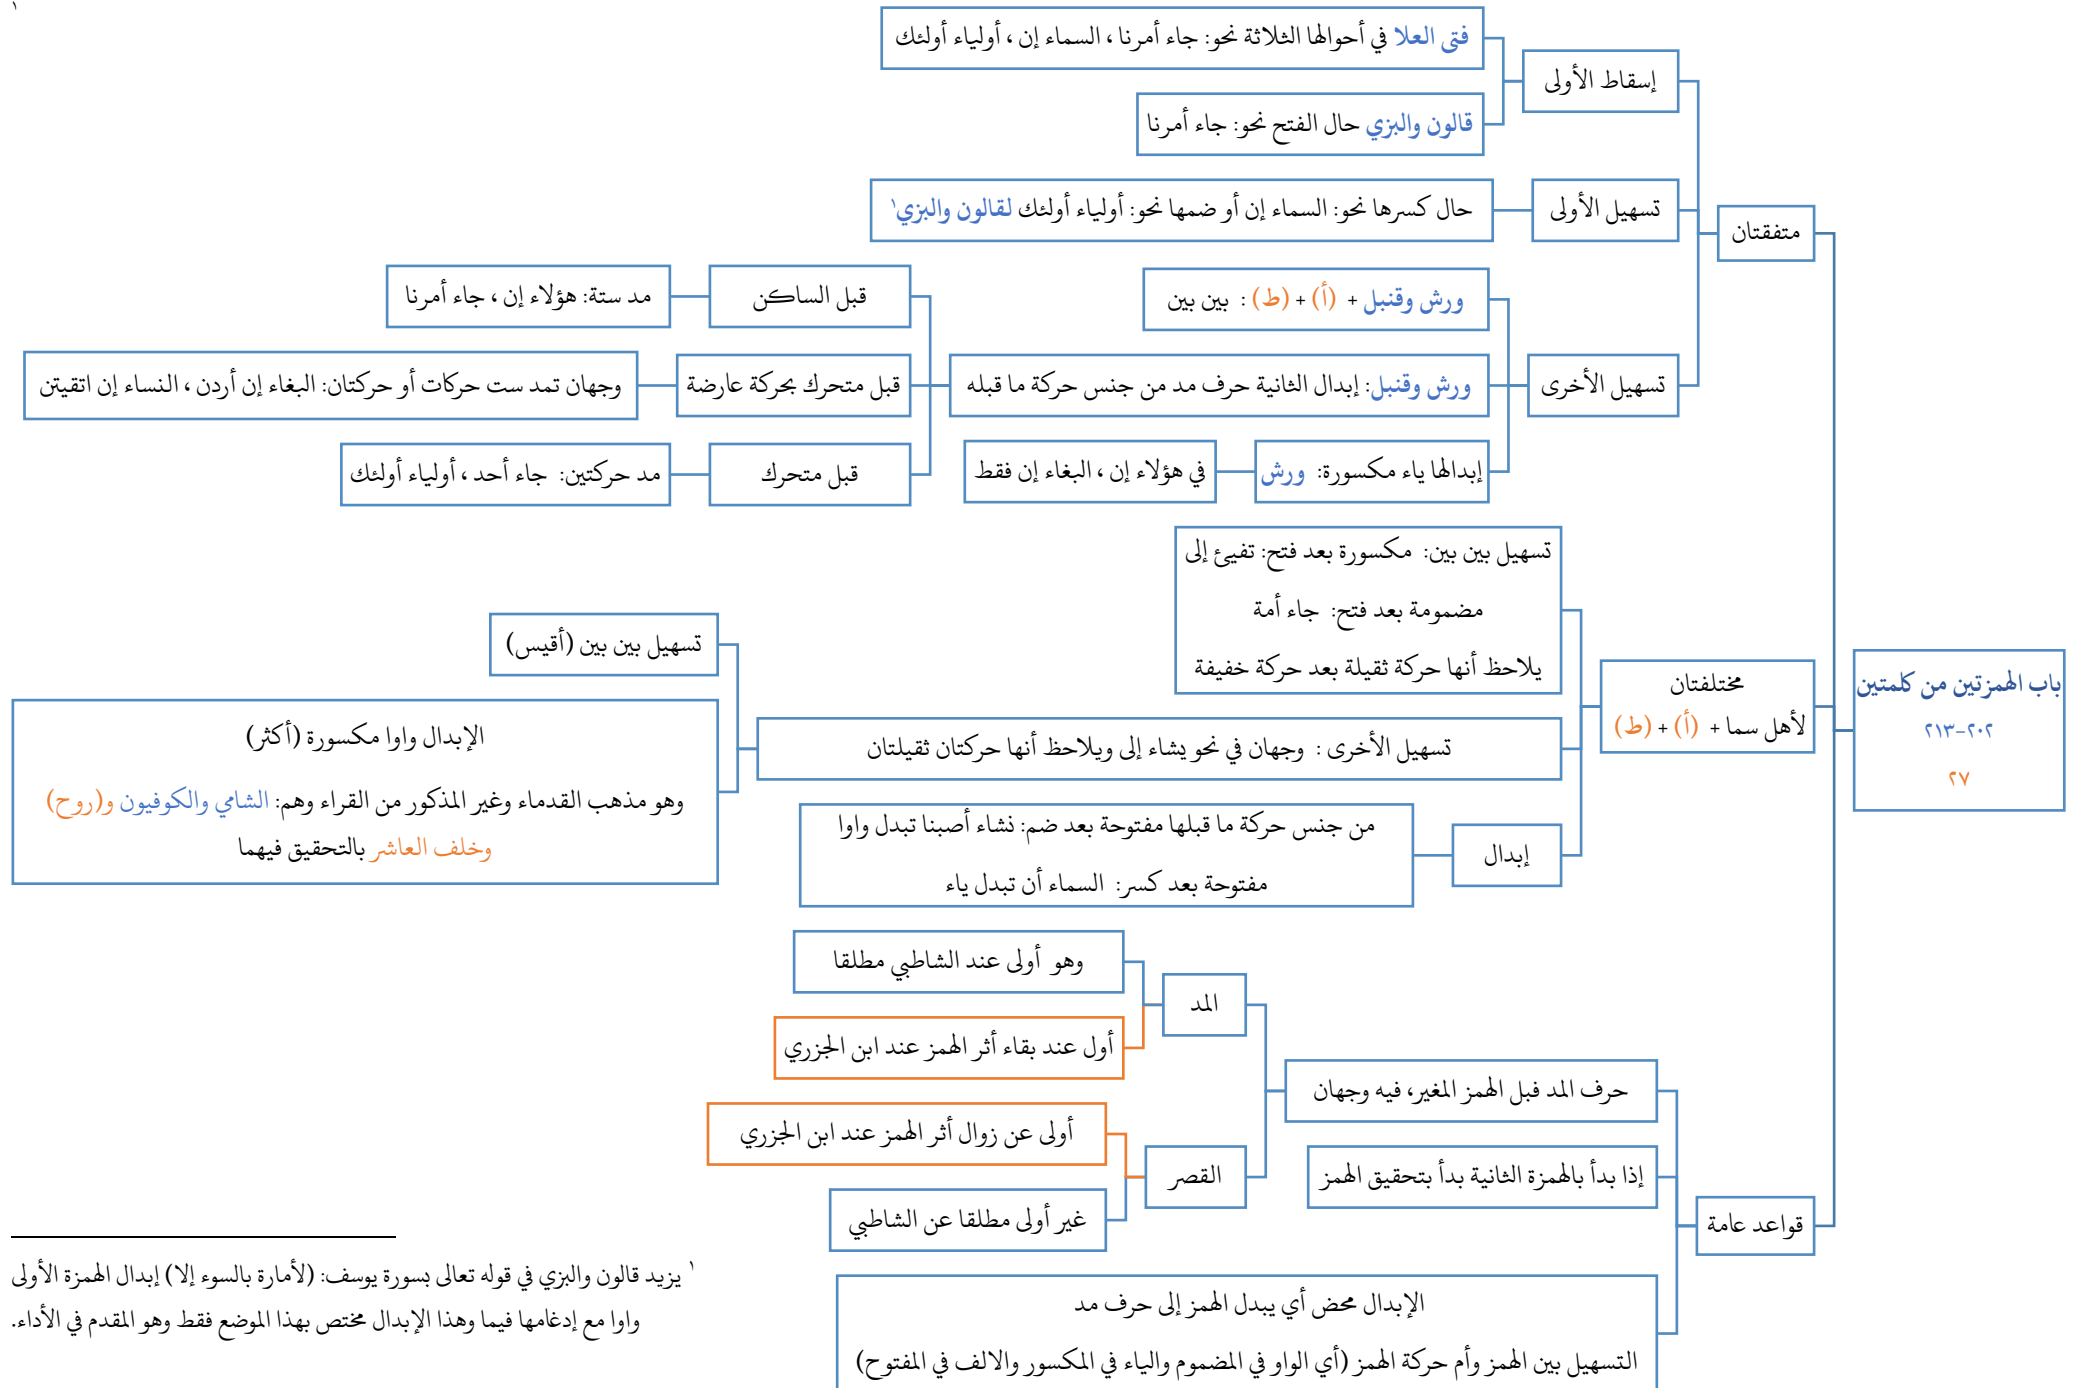 ١
باب الهمزتين من كلمتين
٢٠٢-٢١٣
٢٧
متفقتان
إسقاط الأولى
فتى العلا في أحوالها الثلاثة نحو: جاء أمرنا ، السماء إن ، أولياء أولئك
قالون والبزي حال الفتح نحو: جاء أمرنا
تسهيل الأولى
حال كسرها نحو: السماء إن أو ضمها نحو: أولياء أولئك لقالون والبزي١
تسهيل الأخرى
ورش وقنبل + (أ) + (ط) : بين بين
ورش وقنبل: إبدال الثانية حرف مد من جنس حركة ما قبله
قبل الساكن
مد ستة: هؤلاء إن ، جاء أمرنا
قبل متحرك بحركة عارضة
وجهان تمد ست حركات أو حركتان: البغاء إن أردن ، النساء إن اتقيتن
قبل متحرك
مد حركتين: جاء أحد ، أولياء أولئك
إبدالها ياء مكسورة: ورش
في هؤلاء إن ، البغاء إن فقط
مختلفتان
لأهل سما + (أ) + (ط)
تسهيل بين بين: مكسورة بعد فتح: تفيئ إلى
مضمومة بعد فتح: جاء أمة
يلاحظ أنها حركة ثقيلة بعد حركة خفيفة
تسهيل الأخرى : وجهان في نحو يشاء إلى ويلاحظ أنها حركتان ثقيلتان
تسهيل بين بين (أقيس)
الإبدال واوا مكسورة (أكثر)
وهو مذهب القدماء وغير المذكور من القراء وهم: الشامي والكوفيون و(روح)
وخلف العاشر بالتحقيق فيهما
إبدال
من جنس حركة ما قبلها مفتوحة بعد ضم: نشاء أصبنا تبدل واوا
مفتوحة بعد كسر: السماء أن تبدل ياء
قواعد عامة
حرف المد فبل الهمز المغير، فيه وجهان
المد
وهو أولى عند الشاطبي مطلقا
أول عند بقاء أثر الهمز عند ابن الجزري
القصر
أولى عن زوال أثر الهمز عند ابن الجزري
غير أولى مطلقا عن الشاطبي
إذا بدأ بالهمزة الثانية بدأ بتحقيق الهمز
الإبدال محض أي يبدل الهمز إلى حرف مد
التسهيل بين الهمز وأم حركة الهمز (أي الواو في المضموم والياء في المكسور والالف في المفتوح)
١ يزيد قالون والبزي في قوله تعالى بسورة يوسف: (لأمارة بالسوء إلا) إبدال الهمزة الأولى
واوا مع إدغامها فيما وهذا الإبدال مختص بهذا الموضع فقط وهو المقدم في الأداء.